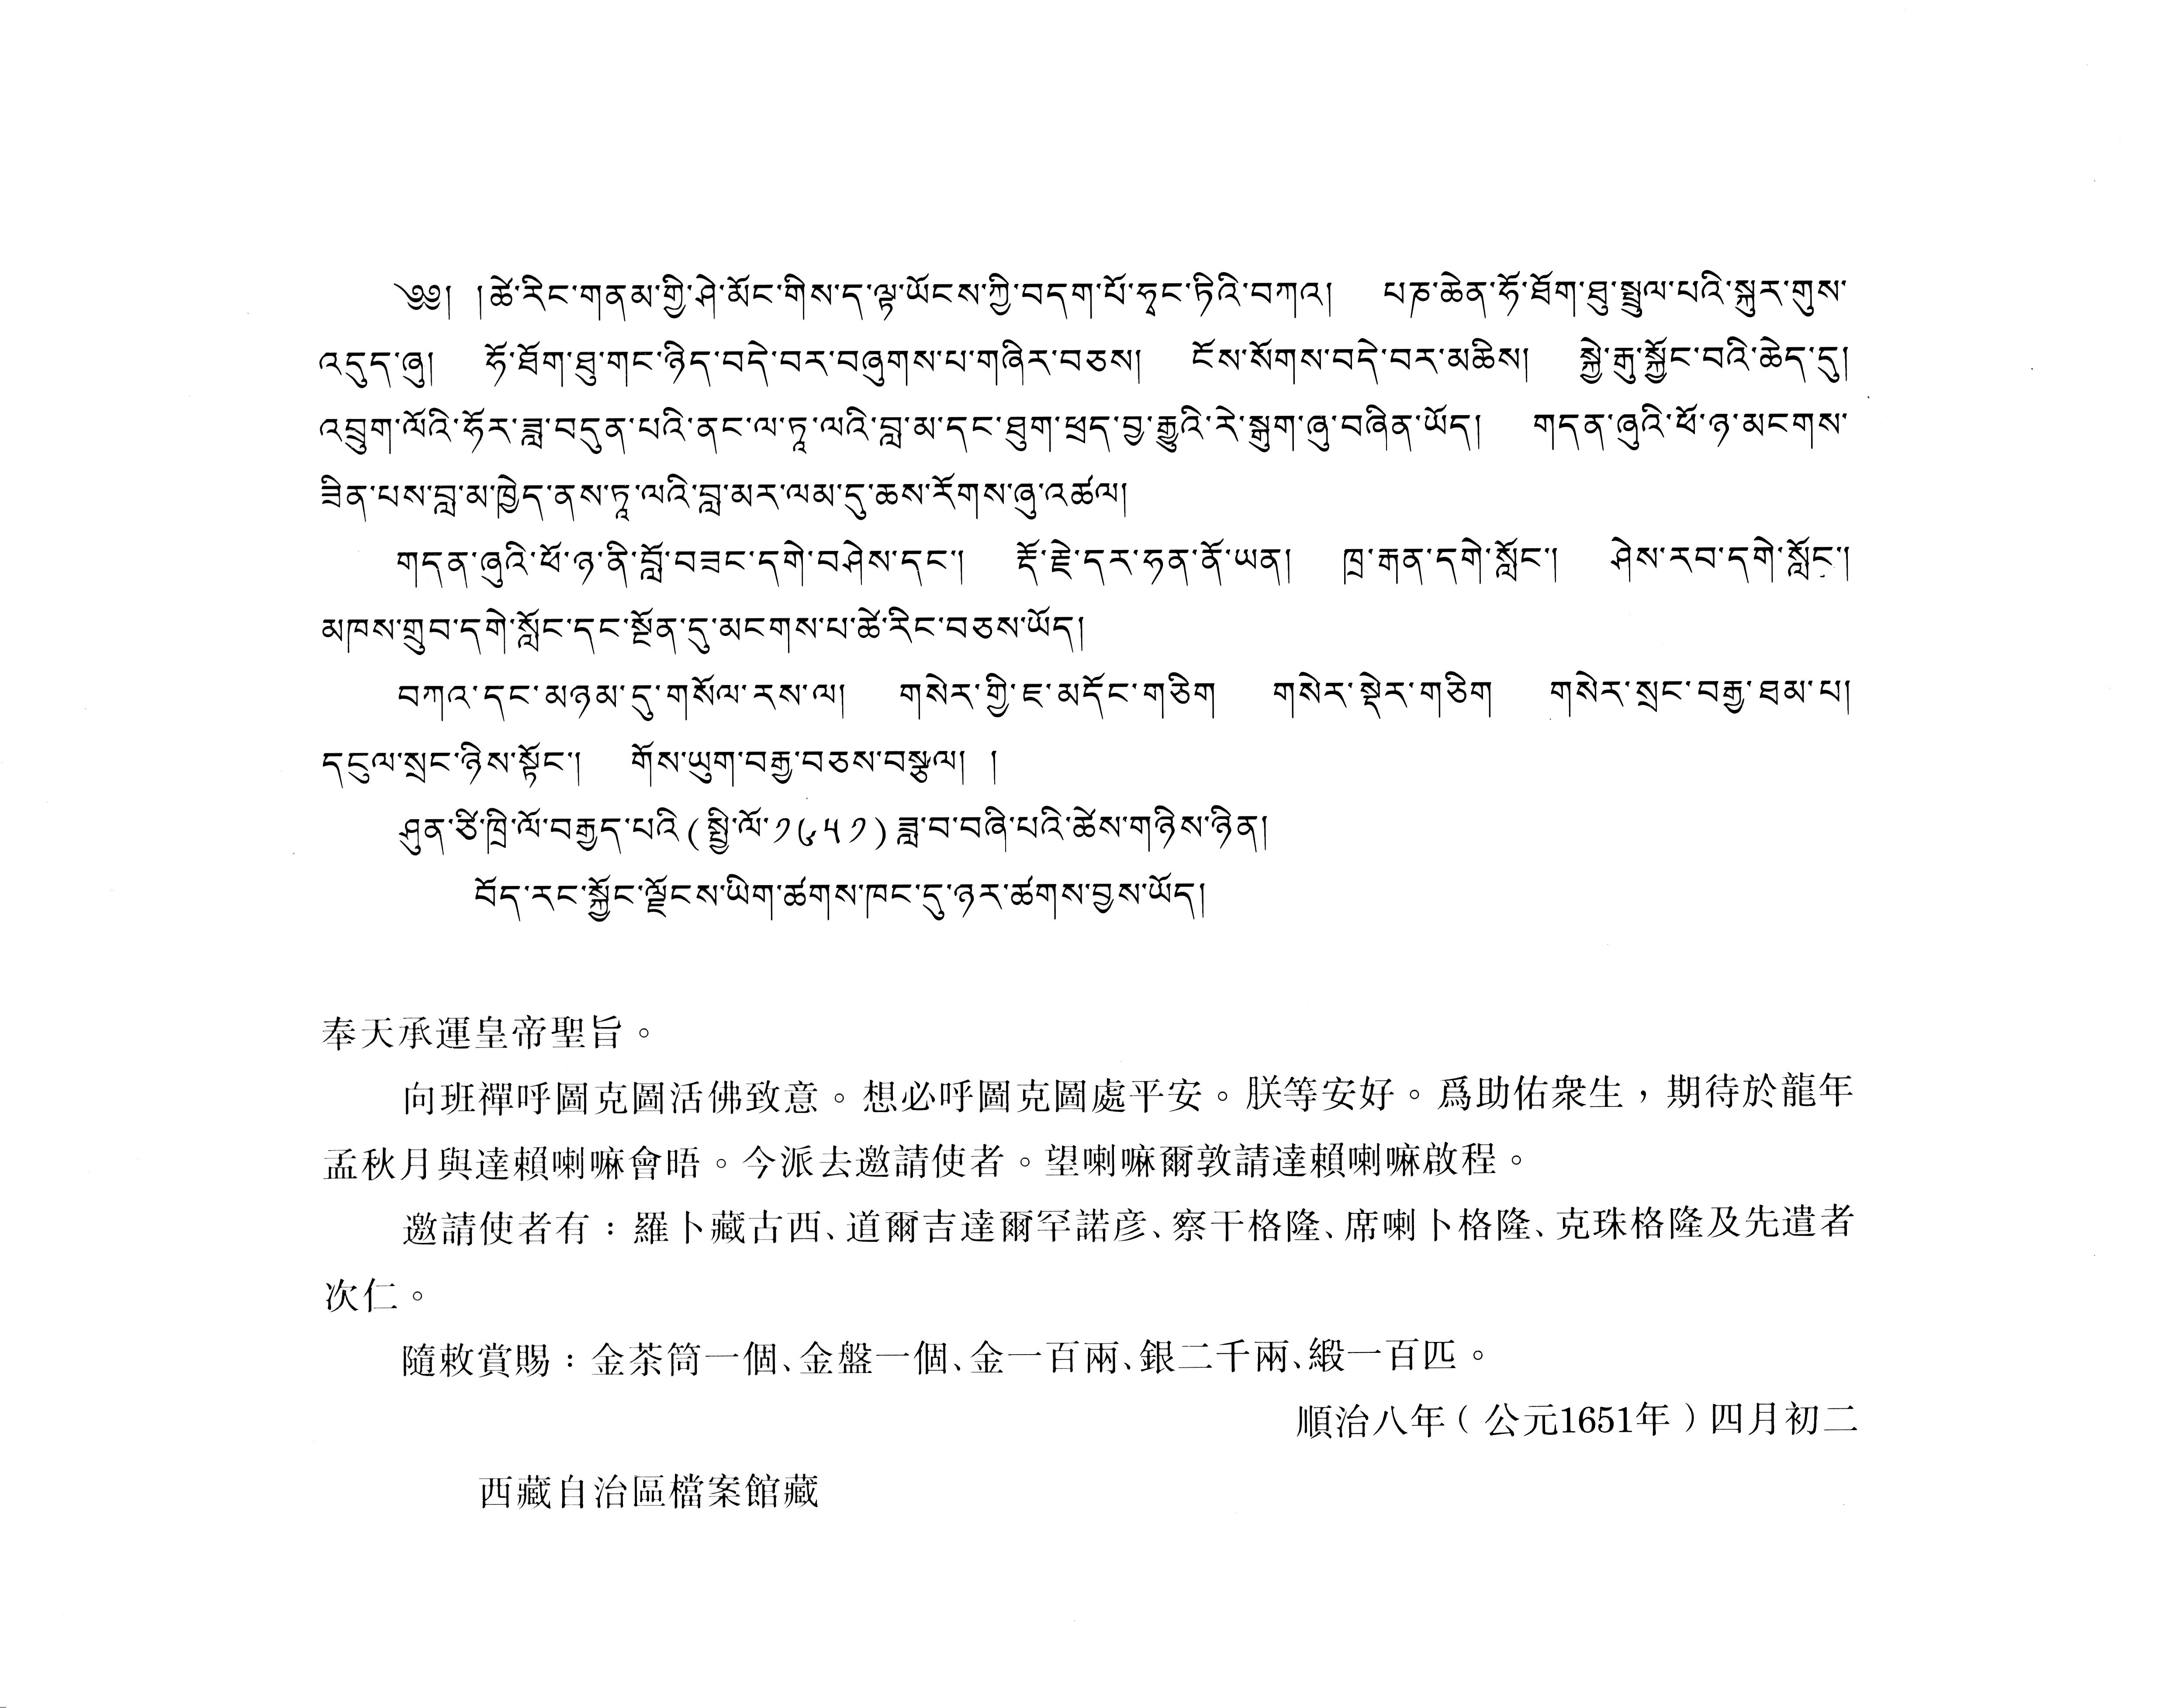 ༄༅། །ཚེ་རིང་གནམ་གྱི་ཤེ་མོང་གིས་ད་ལྟ་ཡོངས་ཀྱི་བདག་པོ་ཧྭང་ཏིའི་བཀའ། པཎ་ཆེན་ཧོ་ཐོག་ཐུ་སྤྲུལ་པའི་སྐུར་གུས་
འདུད་ཞུ། ཧོ་ཐོག་ཐུ་གང་ཉིད་བདེ་བར་བཞུགས་པ་གཞིར་བཅས། ངོས་སོགས་བདེ་བར་མཆིས། སྐྱེ་རྒུ་སྐྱོང་བའི་ཆེད་དུ།
འབྲུག་ལོའི་ཧོར་ཟླ་བདུན་པའི་ནང་ལ་ཏཱ་ལའི་བླ་མ་དང་ཐུག་ཕྲད་བྱ་རྒྱུའི་རེ་སྒུག་ཞུ་བཞིན་ཡོད། གདན་ཞུའི་ཕོ་ཉ་མངགས་
ཟིན་པས་བླ་མ་ཁྱེད་ནས་ཏཱ་ལའི་བླ་མར་ལམ་དུ་ཆས་རོགས་ཞུ་འཚལ།
གདན་ཞུའི་ཕོ་ཉ་ནི་བློ་བཟང་དགེ་བཤེས་དང་། རྡོ་རྗེ་དར་ཧན་ནོ་ཡན། ཁྲ་རྒན་དགེ་སློང་། ཤེས་རབ་དགེ་སློང་།
མཁས་གྲུབ་དགེ་སློང་དང་སྔོན་དུ་མངགས་པ་ཚེ་རིང་བཅས་ཡོད།
བཀའ་དང་མཉམ་དུ་གསོལ་རས་ལ། གསེར་གྱི་ཇ་མདོང་གཅིག གསེར་སྡེར་གཅིག གསེར་སྲང་བརྒྱ་ཐམ་པ།
དངུལ་སྲང་ཉིས་སྟོང་། གོས་ཡུག་བརྒྱ་བཅས་བསྩལ། །
ཤུན་ཙི་ཁྲི་ལོ་བརྒྱད་པའི(སྤྱི་ལོ་༡༦༥༡)ཟླ་བ་བཞི་པའི་ཚེས་གཉིས་ཉིན།
བོད་རང་སྐྱོང་ལྗོངས་ཡིག་ཚགས་ཁང་དུ་ཉར་ཚགས་བྱས་ཡོད།
奉天承運皇帝聖旨。
向班禪呼圖克圖活佛致意。想必呼圖克圖處平安。朕等安好。爲助佑衆生，期待於龍年
孟秋月與達賴喇嘛會晤。今派去邀請使者。望喇嘛爾敦請達賴喇嘛啟程。
邀請使者有：羅卜藏古西、道爾吉達爾罕諾彦、察干格隆、席喇卜格隆、克珠格隆及先遣者
次仁。
隨敕賞賜：金茶筒一個、金盤一個、金一百兩、銀二千兩、緞一百匹。
順治八年（公元1651年）四月初二
西藏自治區檔案館藏